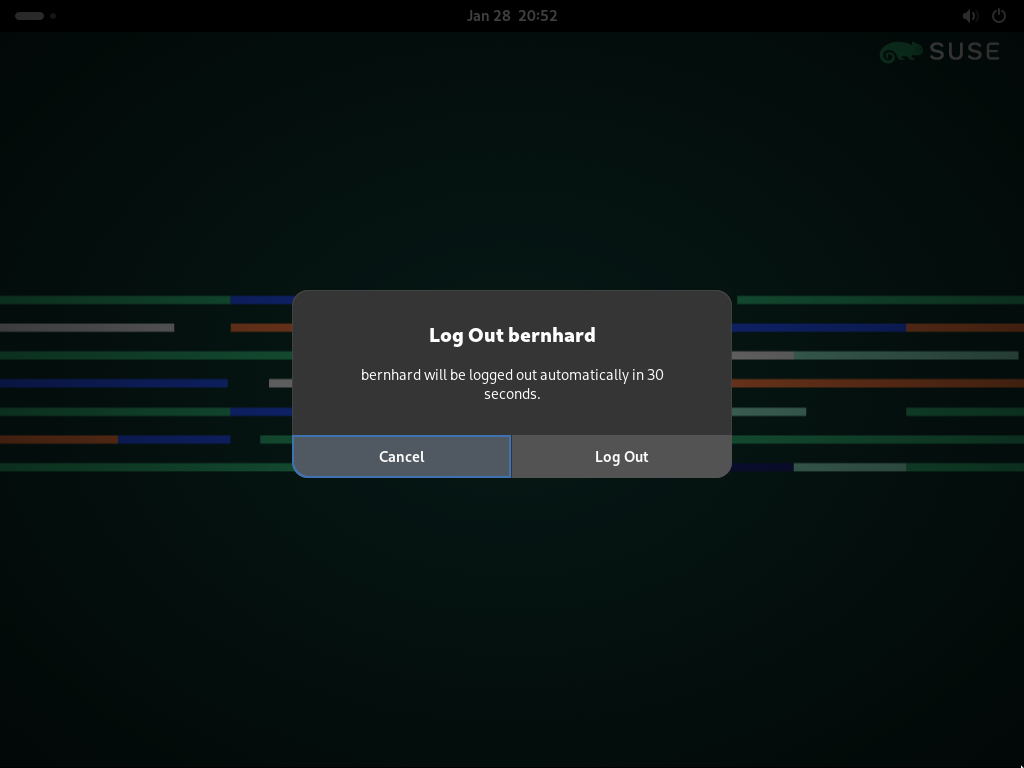 Jan 28 20:52
SUSE
Log Out bernhard
bernhard will be logged out automatically in 30
seconds.
Cancel
Log Out